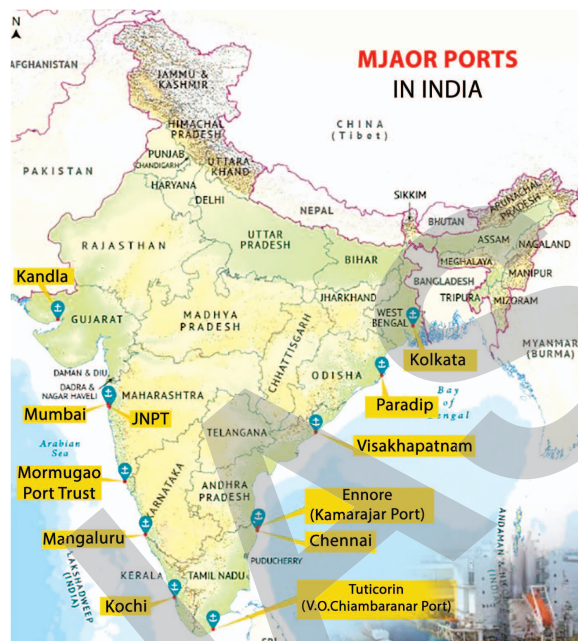 N
MJAOR PORTS
IN INDIA
AFGHANISTAN
JAMMU &
KASHMIR
CHINA
(Tibet)
HIMACHAL
PRADESH
PUNJAB
CHANDIGARH
UTTARA
KHAND
PAKISTAN
HARYANA
DELHI
SIKKIM
ARUNACHAL
PRADESH
NEPAL
BHUTAN
UTTAR
PRADESH
RAJASTHAN
ASSAM
NAGALAND
BIHAR
MEGHALAYA
MANIPUR
BANGLADESH
Kandla
JHARKHAND
TRIPURA
MIZORAM
GUJARAT
MADHYA
PRADESH
WEST
BENGAL
CHHATTISGARH
MYANMAR
(BURMA)
Kolkata
DAMAN & DIU
DADRA &
NAGAR HAVELI
ODISHA
Paradip
MAHARASHTRA
Bay
of
Mumbai
JNPT
TELANGANA
Visakhapatnam
Arabian
Sea
Mormugao
Port Trust
KARNATAKA
ANDHRA
PRADESH
Ennore
(Kamarajar Port)
Mangaluru
Chennai
PUDUCHERRY
LAKSHADWEEP
(INDIA)
KERALA
TAMIL NADU
Kochi
Tuticorin
(V.O.Chiambaranar Port)
SRI